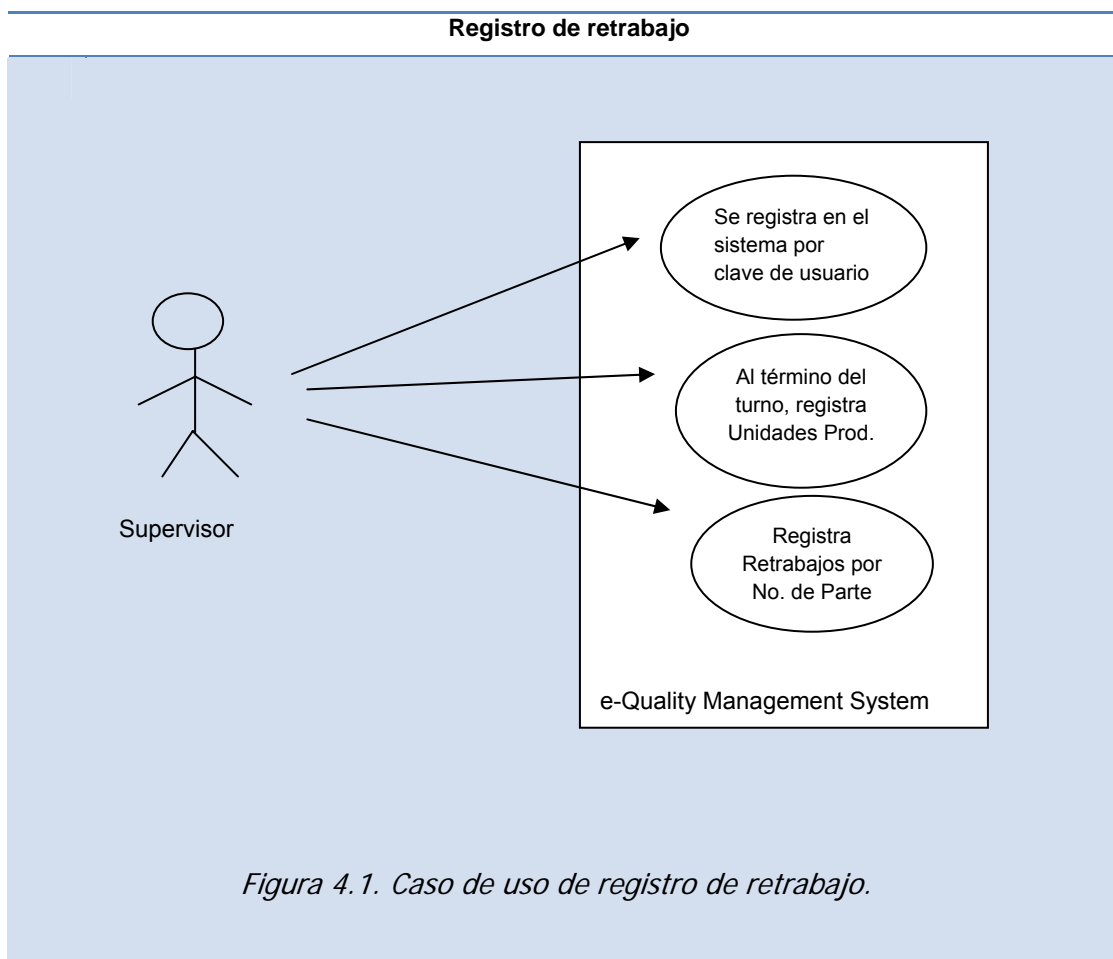 Registro de retrabajo
Se registra en el
sistema por
clave de usuario
Al término del
turno, registra
Unidades Prod.
Registra
Retrabajos por
No. de Parte
Supervisor
e-Quality Management System
Figura 4.1. Caso de uso de registro de retrabajo.